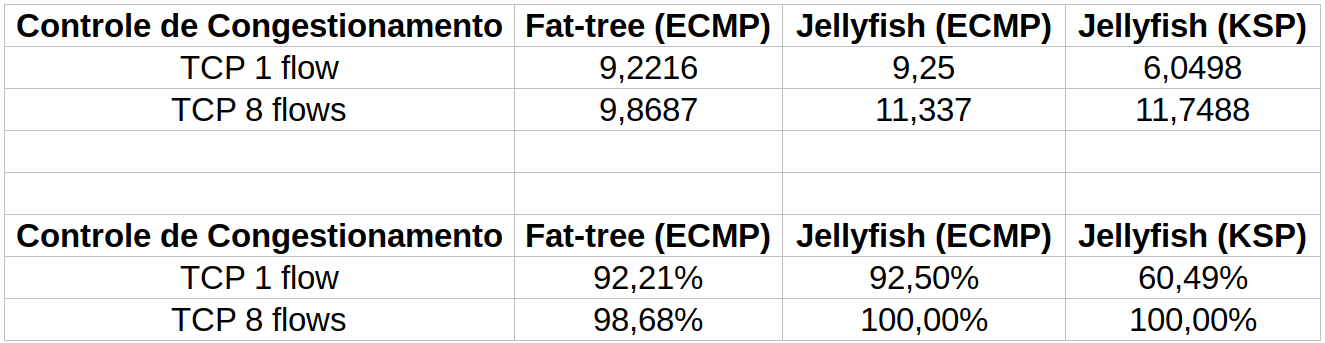 Controle de Congestionamento Fat-tree (ECMP) Jellyfish (ECMP) Jellyfish (KSP)
TCP 1 flow 9,2216 9,25 6,0498
TCP 8 flows 9,8687 11,337 11,7488
Controle de Congestionamento Fat-tree (ECMP) Jellyfish (ECMP) Jellyfish (KSP)
TCP 1 flow 92,21% 92,50% 60,49%
TCP 8 flows 98,68% 100,00% 100,00%